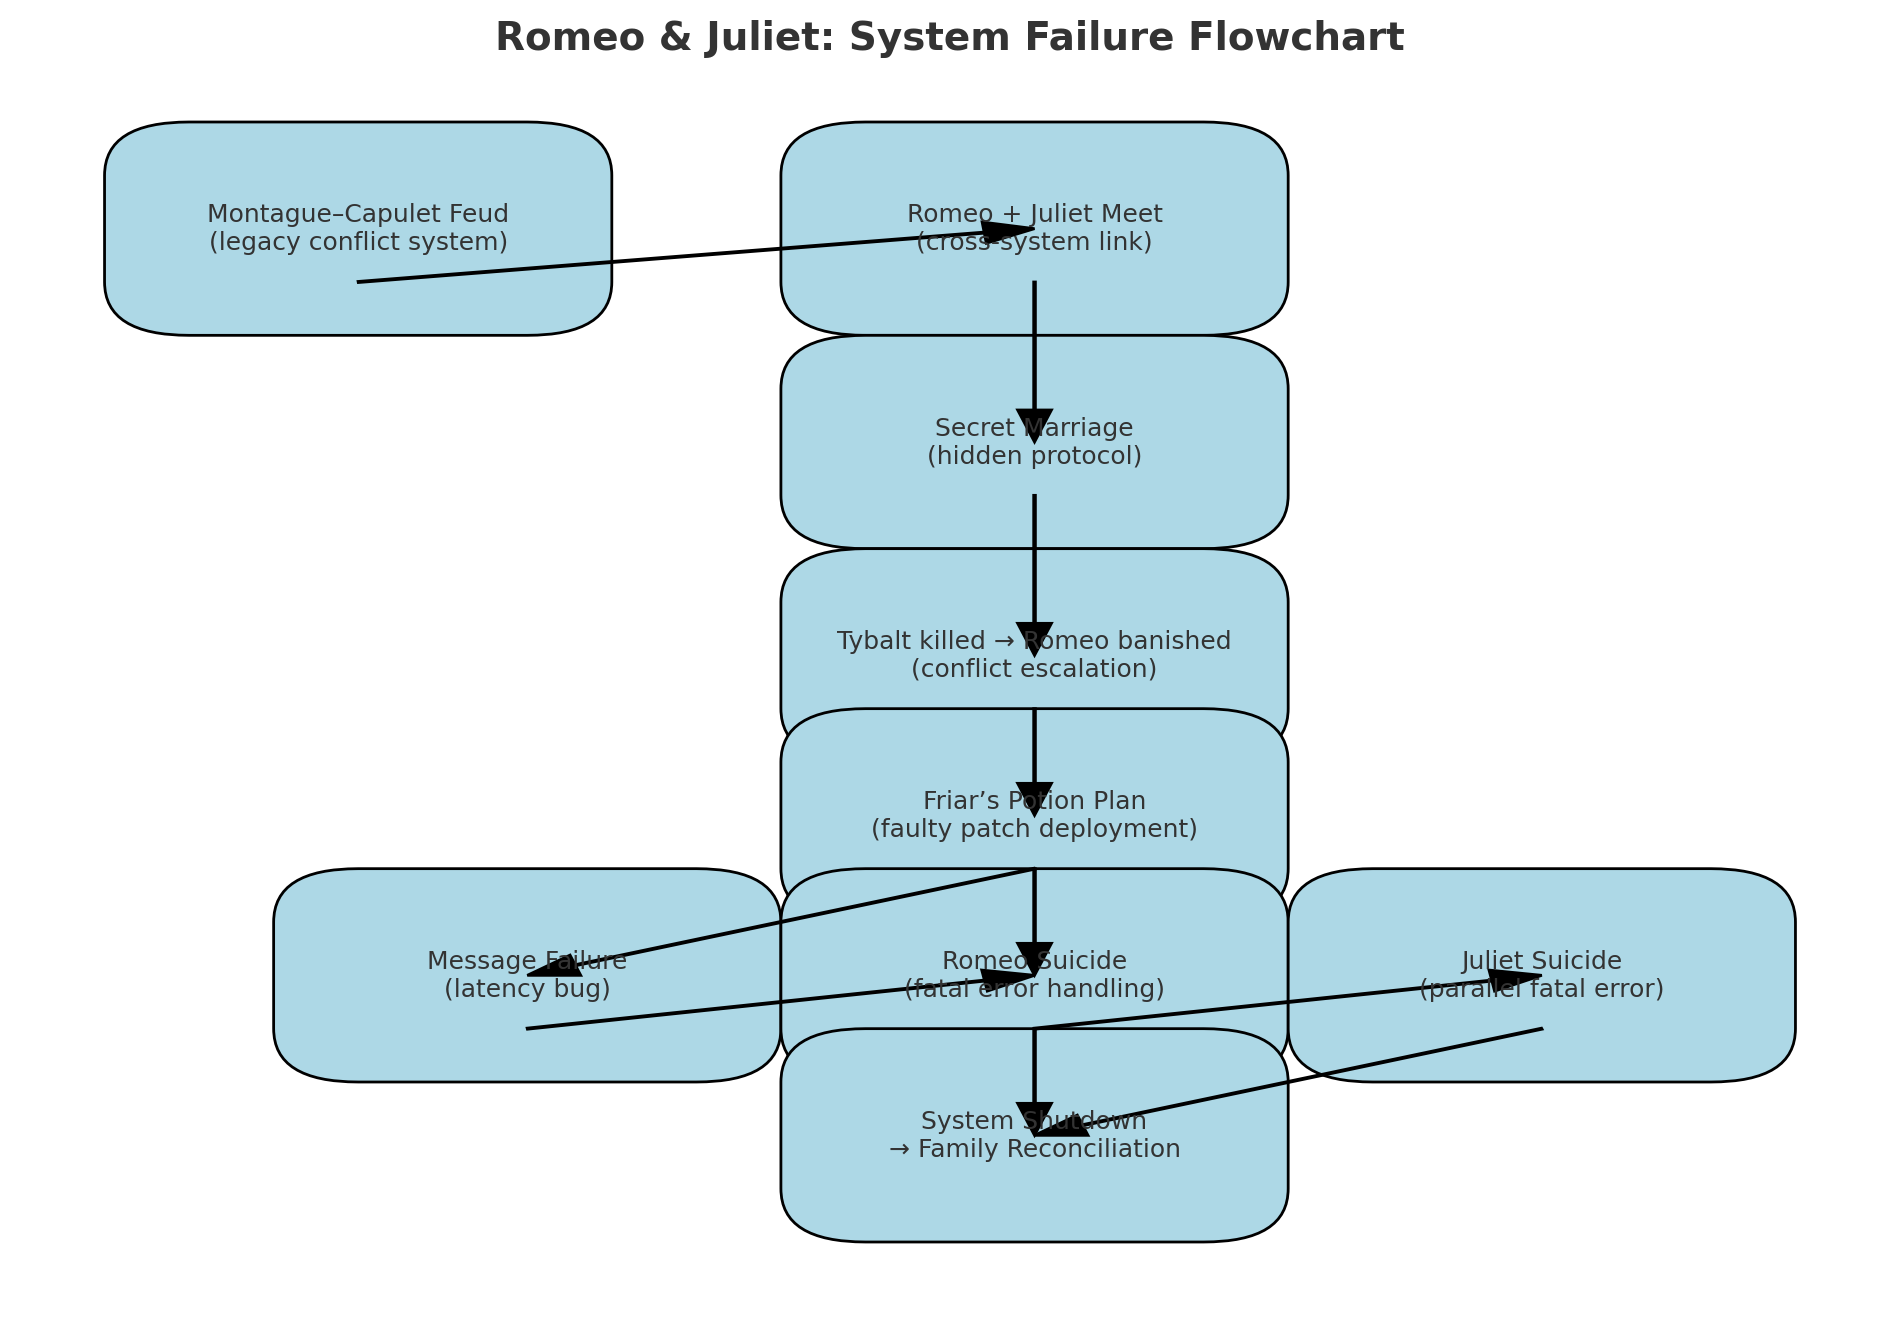 Romeo & Juliet: System Failure Flowchart
Montague–Capulet Feud
(legacy conflict system)
Romeo + Juliet Meet
(cross-system link)
Secret Marriage
(hidden protocol)
Tybalt killed → Romeo banished
(conflict escalation)
Friar’s Potion Plan
(faulty patch deployment)
Message Failure
(latency bug)
Romeo Suicide
(fatal error handling)
Juliet Suicide
(parallel fatal error)
System Shutdown
→ Family Reconciliation